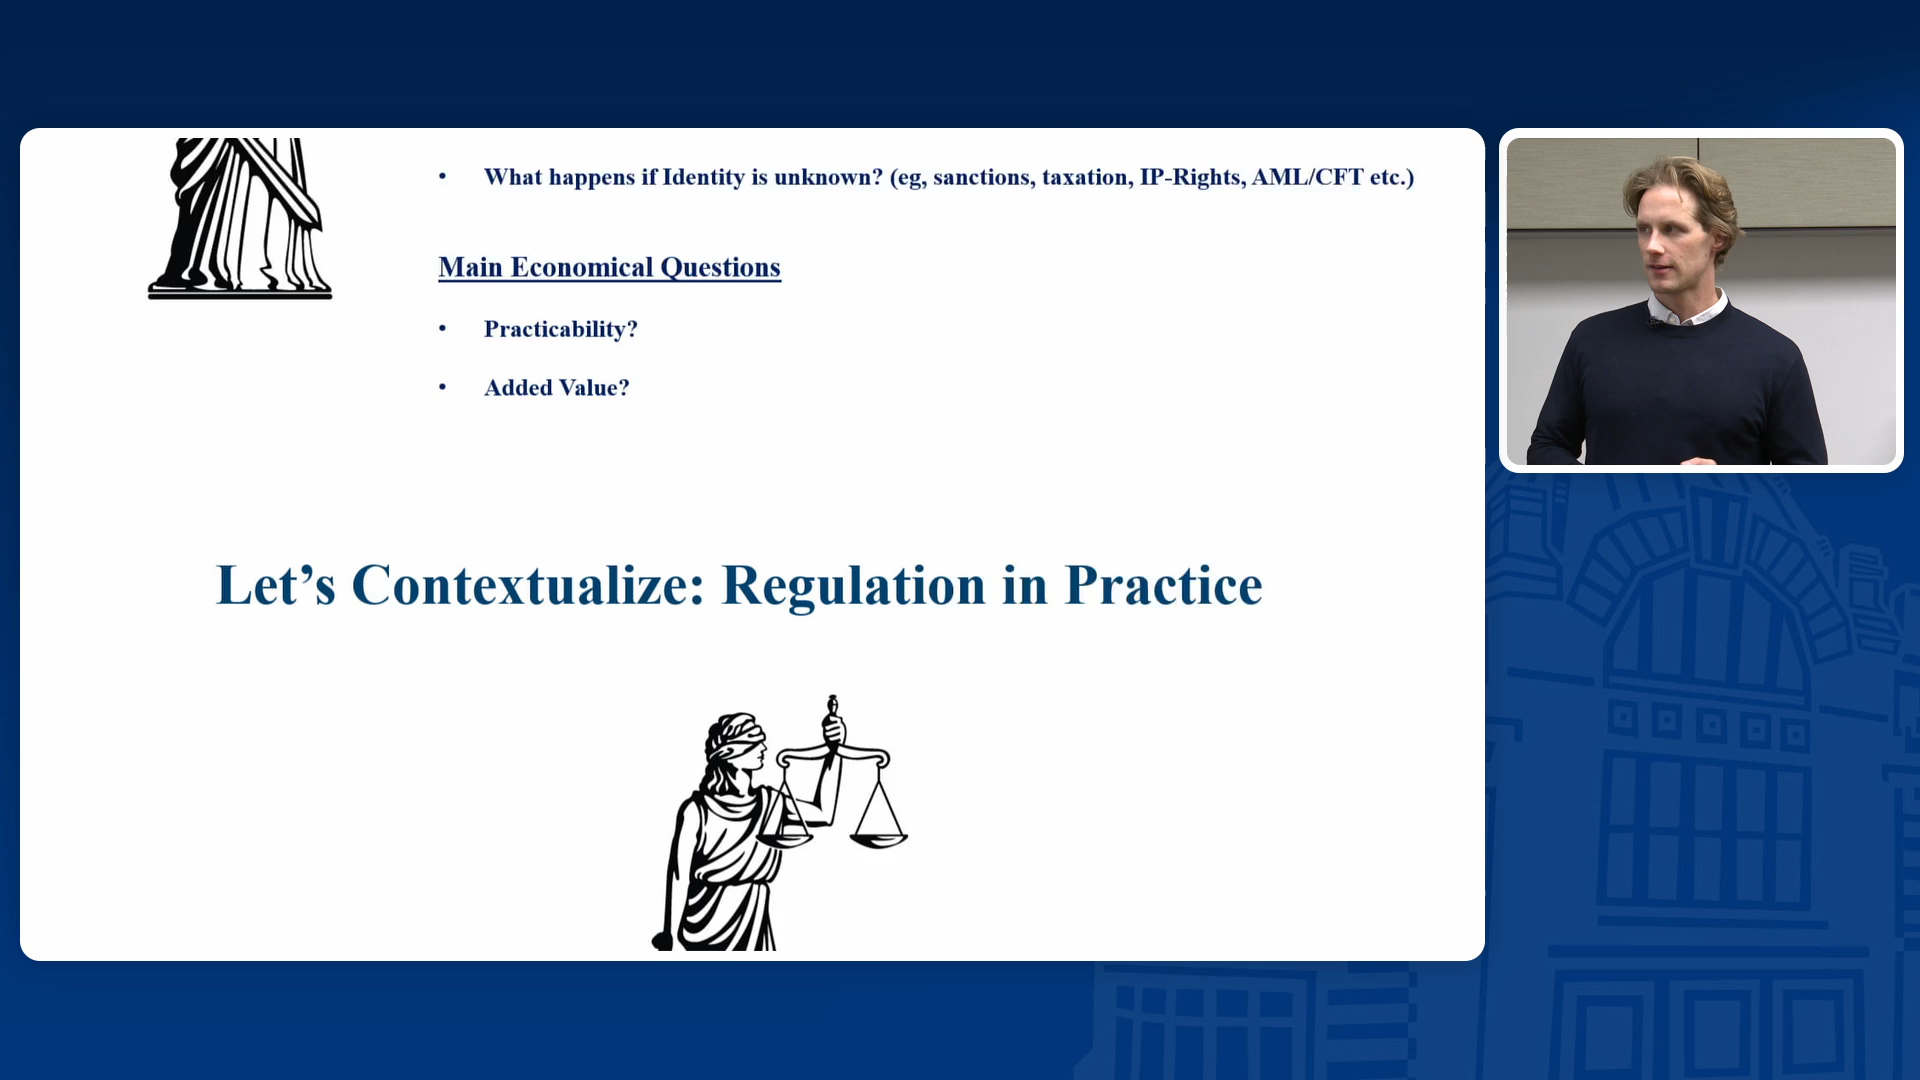 • What happens if Identity is unknown? (eg, sanctions, taxation, IP-Rights, AML/CFT etc.)
Main Economical Questions
• Practicability?
• Added Value?
Let’s Contextualize: Regulation in Practice